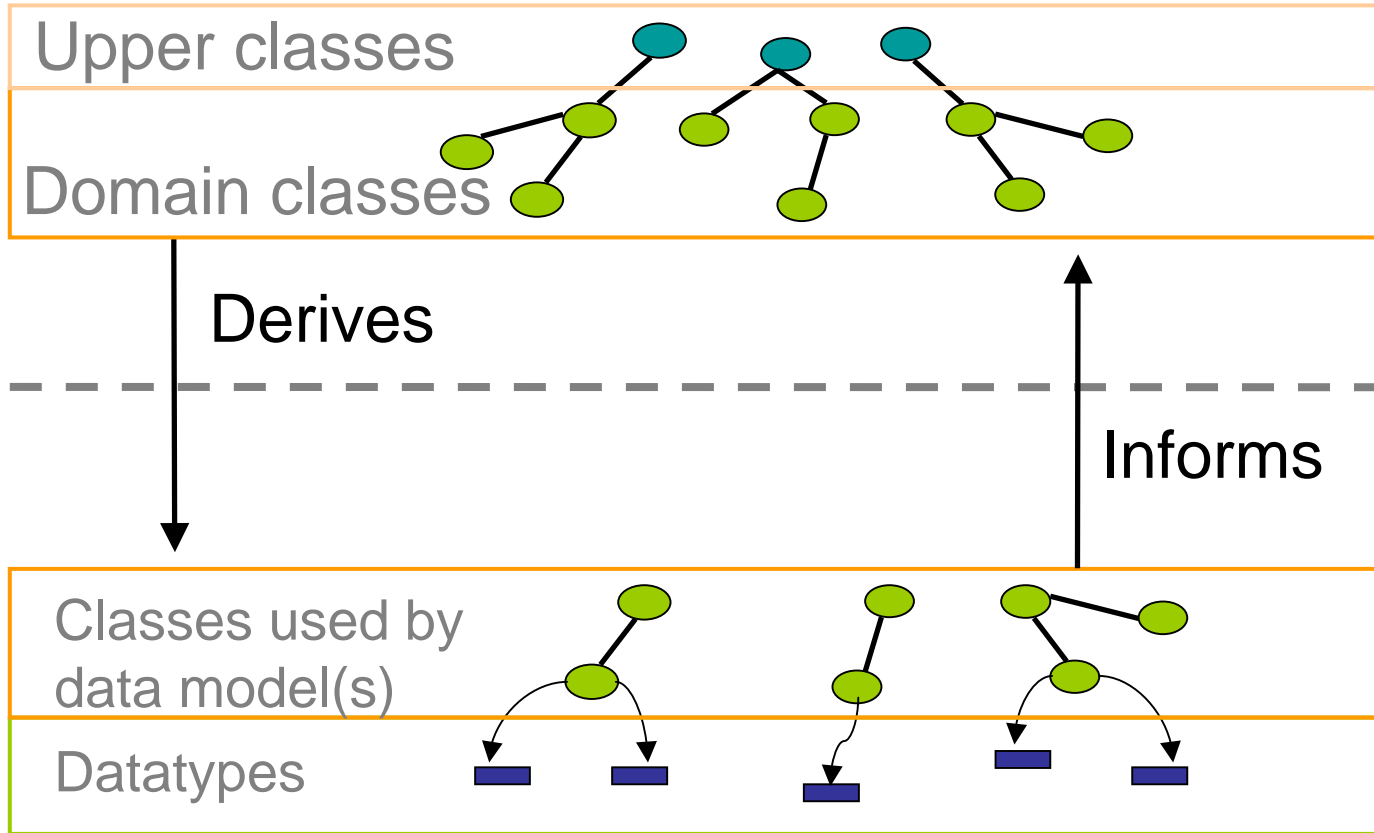 Upper classes
Domain classes
Derives
Informs
Classes used by
data model(s)
Datatypes